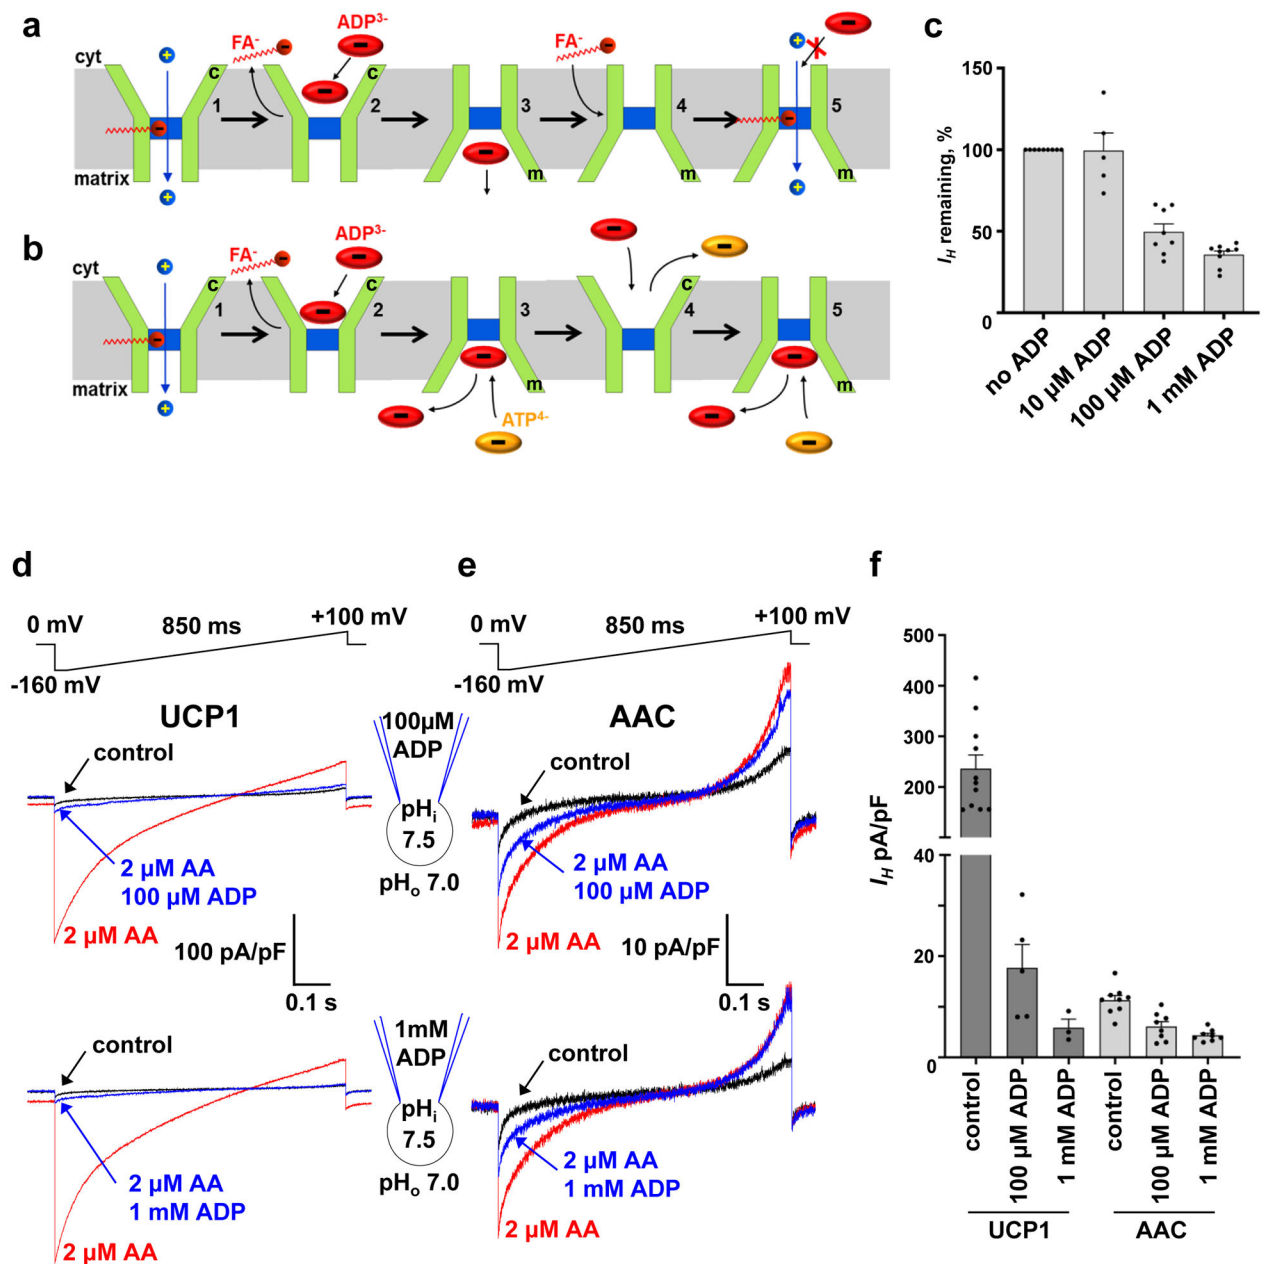 a
cyt
matrix
FA-
ADP3-
c
1
2
3
m
FA-
4
5
m
b
cyt
matrix
FA-
ADP3-
c
1
2
3
m
ATP4-
c
4
5
m
c
IH remaining, %
150
100
50
0
no ADP
10 µM ADP
100 µM ADP
1 mM ADP
d
0 mV
850 ms
+100 mV
-160 mV
UCP1
control
2 µM AA
100 µM ADP
2 µM AA
100 pA/pF
0.1 s
control
2 µM AA
1 mM ADP
2 µM AA
100µM
ADP
pHi
7.5
pHo 7.0
1mM
ADP
pHi
7.5
pHo 7.0
e
0 mV
850 ms
+100 mV
-160 mV
AAC
control
2 µM AA
100 µM ADP
2 µM AA
10 pA/pF
0.1 s
control
2 µM AA
1 mM ADP
2 µM AA
f
IH pA/pF
500
400
300
200
40
20
0
control
100 µM ADP
1 mM ADP
control
100 µM ADP
1 mM ADP
UCP1
AAC